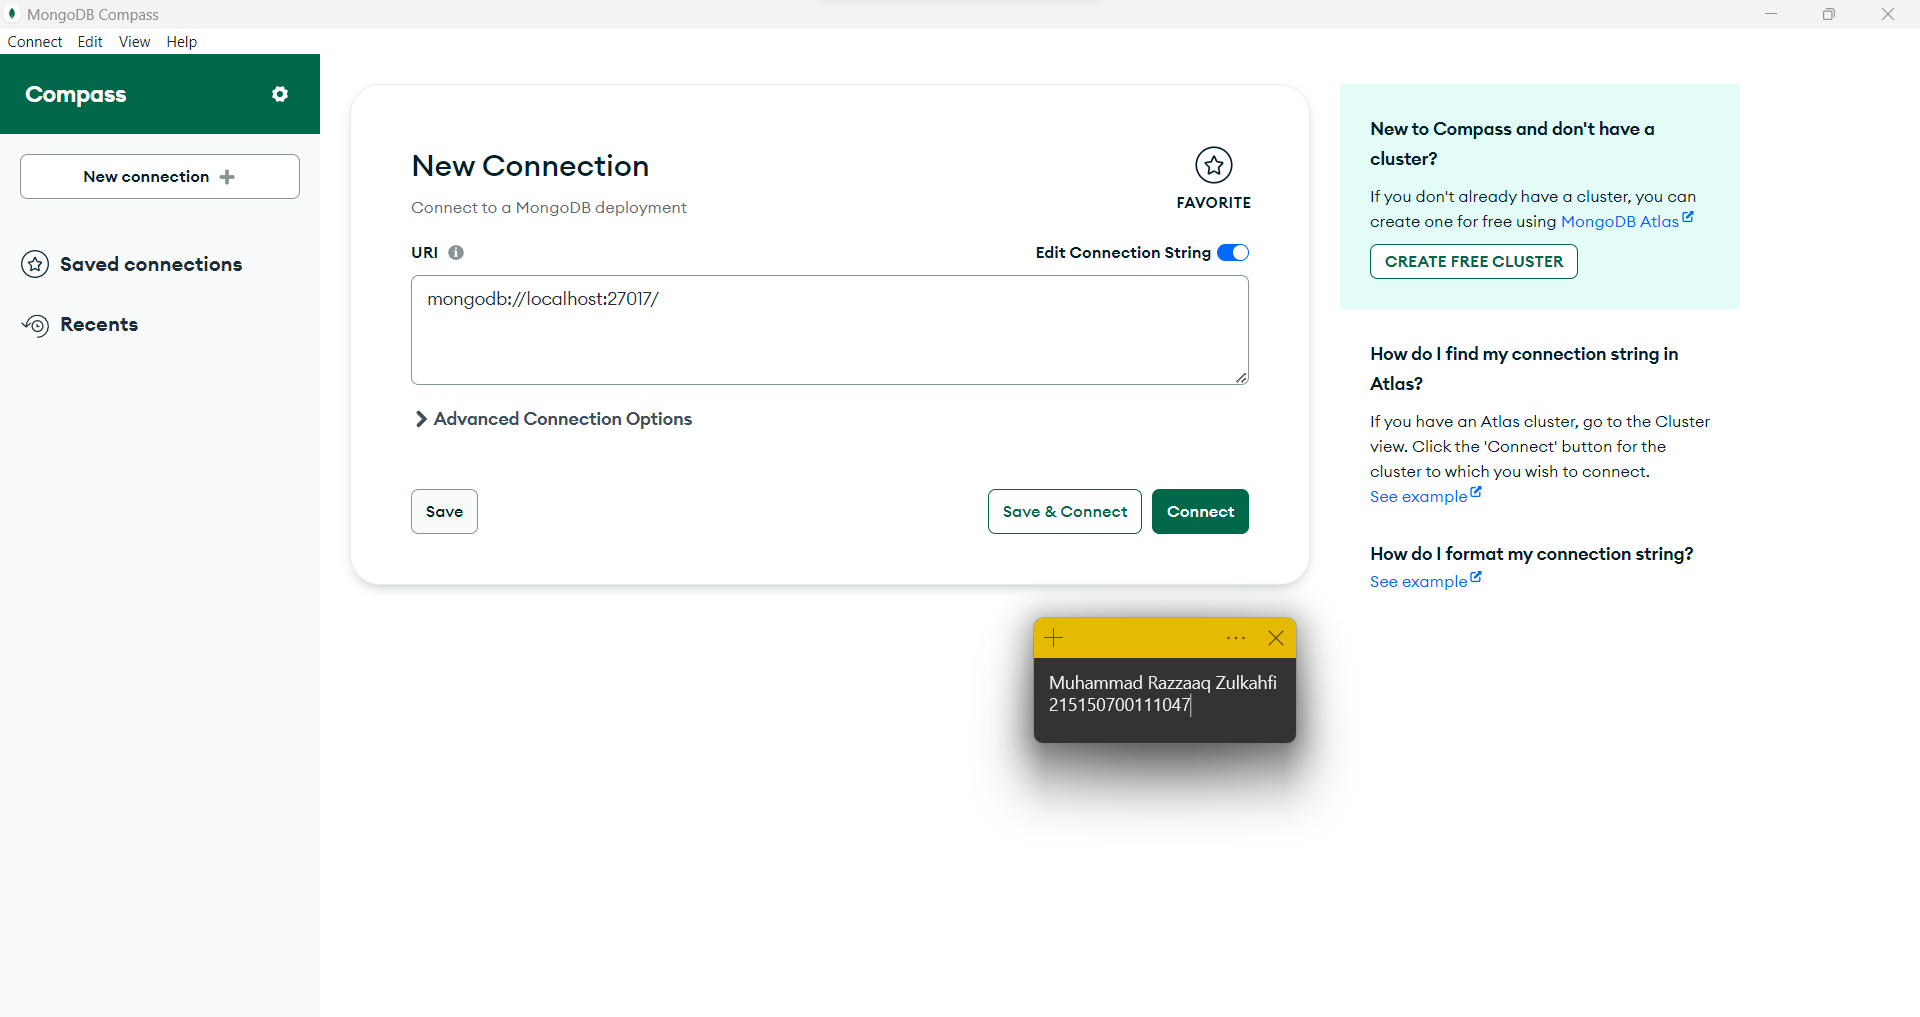 MongoDB Compass
Connect Edit View Help
Compass
New connection
Saved connections
Recents
New Connection
Connect to a MongoDB deployment
FAVORITE
URI
Edit Connection String
mongodb://localhost:27017/
Advanced Connection Options
Save
Save & Connect
Connect
New to Compass and don't have a
cluster?
If you don't already have a cluster, you can
create one for free using MongoDB Atlas
CREATE FREE CLUSTER
How do I find my connection string in
Atlas?
If you have an Atlas cluster, go to the Cluster
view. Click the 'Connect' button for the
cluster to which you wish to connect.
See example
How do I format my connection string?
See example
Muhammad Razzaaq Zulkahfi
215150700111047